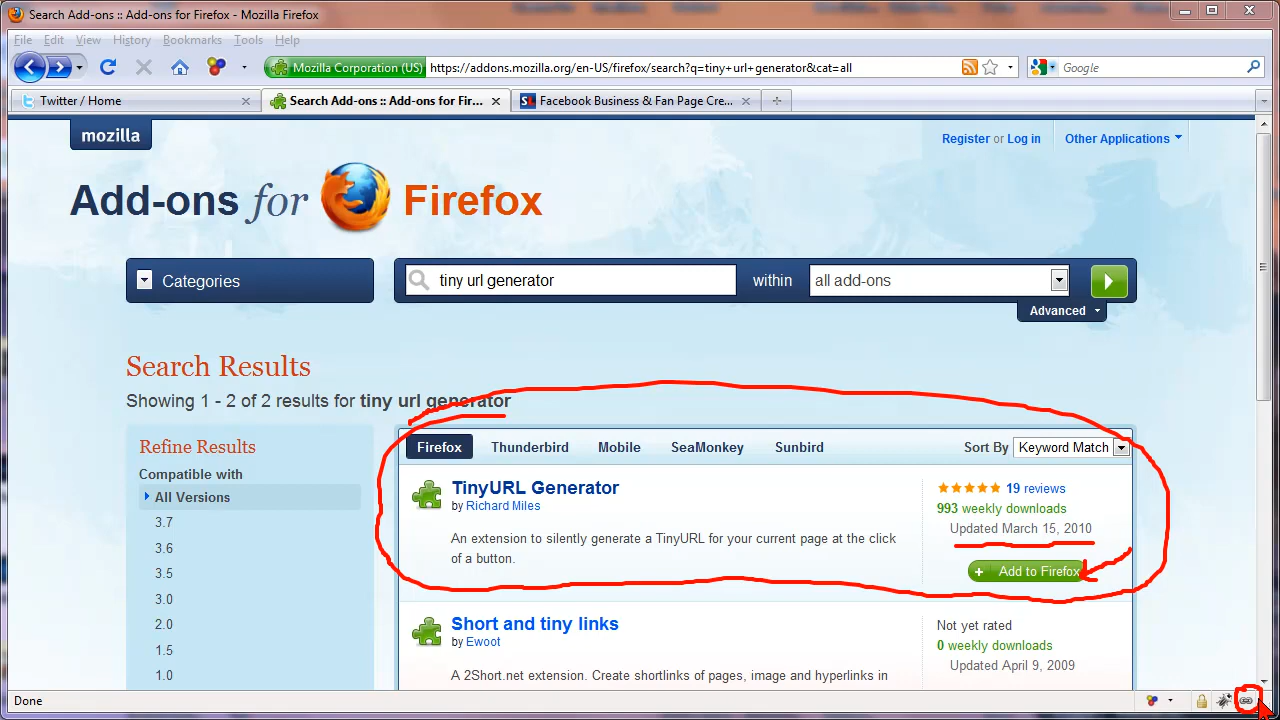 Search Add-ons :: Add-ons for Firefox - Mozilla Firefox
File Edit View History Bookmarks Tools Help
Mozilla Corporation (US) https://addons.mozilla.org/en-US/firefox/search?q=tiny+url+generator&cat=all Google
Twitter / Home Search Add-ons :: Add-ons for Fir... SL Facebook Business & Fan Page Cre...
mozilla
Register or Log in Other Applications
Add-ons for Firefox
Categories tiny url generator within all add-ons
Advanced
Search Results
Showing 1 - 2 of 2 results for tiny url generator
Refine Results
Compatible with
All Versions
3.7
3.6
3.5
3.0
2.0
1.5
1.0
Firefox Thunderbird Mobile SeaMonkey Sunbird Sort By Keyword Match
TinyURL Generator
by Richard Miles
An extension to silently generate a TinyURL for your current page at the click
of a button.
19 reviews
993 weekly downloads
Updated March 15, 2010
Add to Firefox
Short and tiny links
by Ewoot
A 2Short.net extension. Create shortlinks of pages, image and hyperlinks in
Not yet rated
0 weekly downloads
Updated April 9, 2009
Done